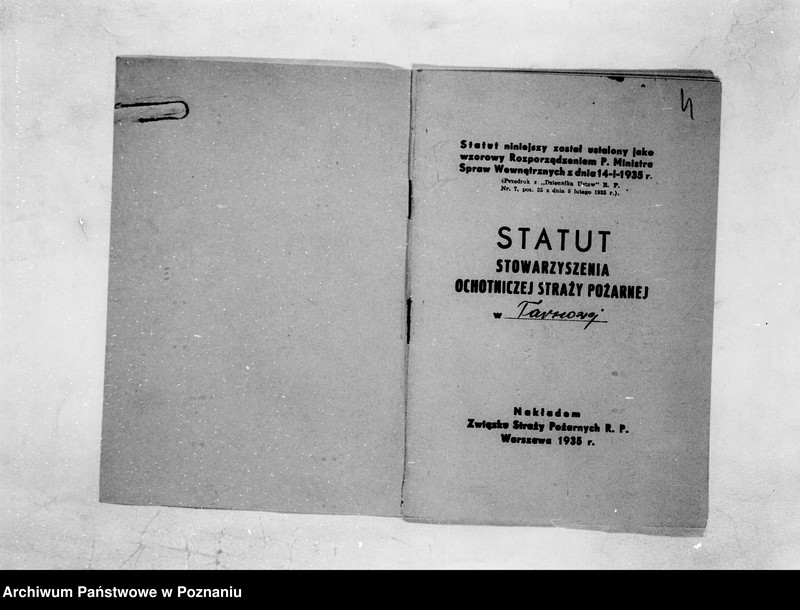 4
Statut niniejszy został ustalony jako
wzorowy Rozporządzeniem P. Ministra
Spraw Wewnętrznych z dnia 14-I-1935 r.
(Przedruk z „Dziennika Ustaw" R. P.
Nr. 7, poz. 35 z dnia 8 lutego 1935 r.).
STATUT
STOWARZYSZENIA
OCHOTNICZEJ STRAŻY POŻARNEJ
w Tarnowej
Nakładem
Związku Straży Pożarnych R. P.
Warszawa 1935 r.
Archiwum Państwowe w Poznaniu